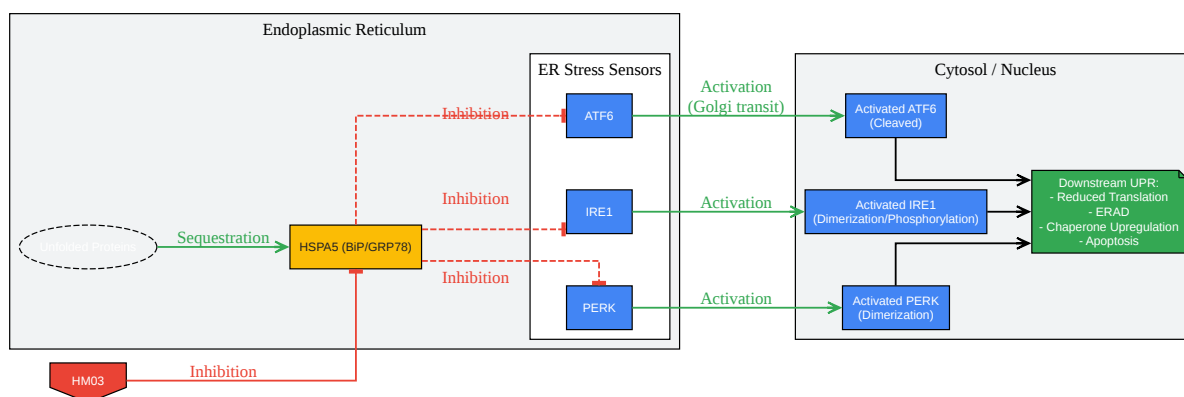 Endoplasmic Reticulum
ER Stress Sensors
Cytosol / Nucleus
Inhibition
ATF6
Activation
(Golgi transit)
Activated ATF6
(Cleaved)
Inhibition
IRE1
Activation
Activated IRE1
(Dimerization/Phosphorylation)
Downstream UPR:
- Reduced Translation
- ERAD
- Chaperone Upregulation
- Apoptosis
Unfolded Proteins
Sequestration
HSPA5 (BiP/GRP78)
Inhibition
PERK
Activation
Activated PERK
(Dimerization)
HM03
Inhibition